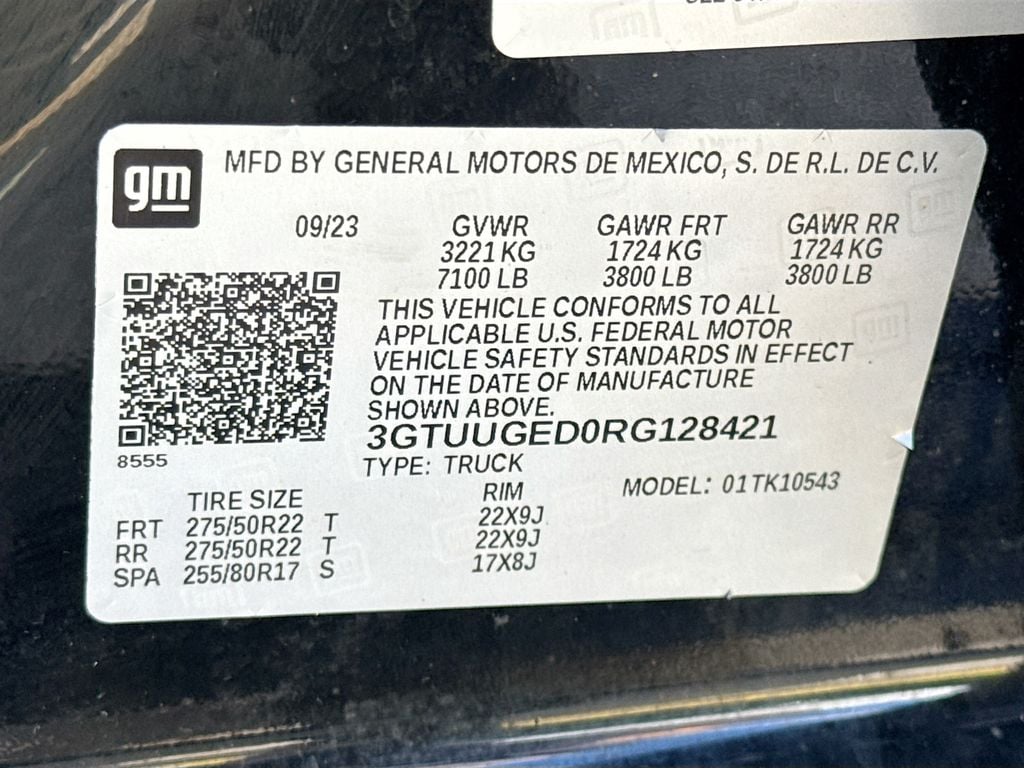 gm
MFD BY GENERAL MOTORS DE MEXICO, S. DE R.L. DE C.V.
09/23 GVWR GAWR FRT GAWR RR
3221 KG 1724 KG 1724 KG
7100 LB 3800 LB 3800 LB
THIS VEHICLE CONFORMS TO ALL
APPLICABLE U.S. FEDERAL MOTOR
VEHICLE SAFETY STANDARDS IN EFFECT
ON THE DATE OF MANUFACTURE
SHOWN ABOVE.
3GTUUGED0RG128421
8555
TYPE: TRUCK
MODEL: 01TK10543
TIRE SIZE RIM
FRT 275/50R22 T 22X9J
RR 275/50R22 T 22X9J
SPA 255/80R17 S 17X8J